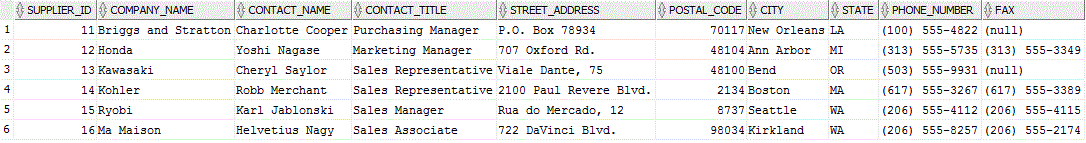 SUPPLIER_ID COMPANY_NAME CONTACT_NAME CONTACT_TITLE STREET_ADDRESS POSTAL_CODE CITY STATE PHONE_NUMBER FAX
1 11 Briggs and Stratton Charlotte Cooper Purchasing Manager P.O. Box 78934 70117 New Orleans LA (100) 555-4822 (null)
2 12 Honda Yoshi Nagase Marketing Manager 707 Oxford Rd. 48104 Ann Arbor MI (313) 555-5735 (313) 555-3349
3 13 Kawasaki Cheryl Saylor Sales Representative Viale Dante, 75 48100 Bend OR (503) 555-9931 (null)
4 14 Kohler Robb Merchant Sales Representative 2100 Paul Revere Blvd. 2134 Boston MA (617) 555-3267 (617) 555-3389
5 15 Ryobi Karl Jablonski Sales Manager Rua do Mercado, 12 8737 Seattle WA (206) 555-4112 (206) 555-4115
6 16 Ma Maison Helvetius Nagy Sales Associate 722 DaVinci Blvd. 98034 Kirkland WA (206) 555-8257 (206) 555-2174